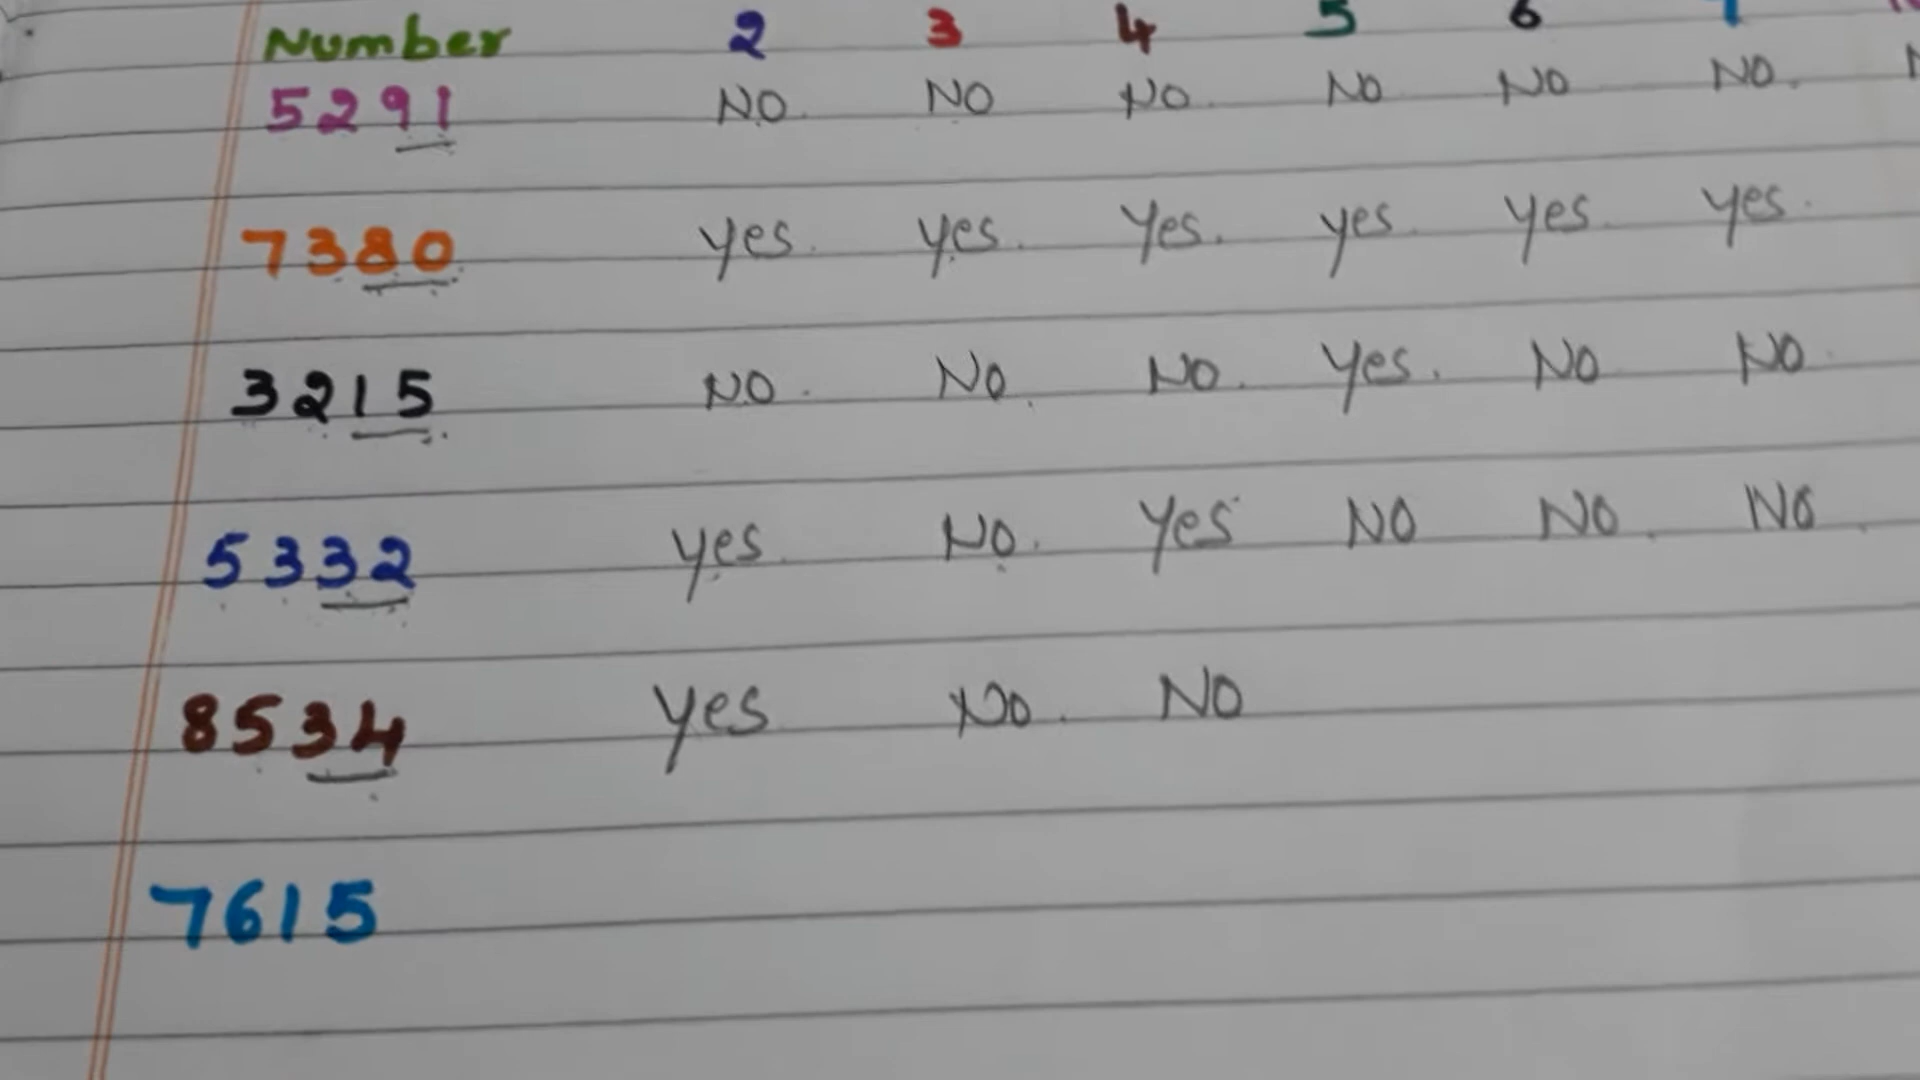 Number 2 3 4 5 6
5291 NO. NO NO. NO NO NO.
7380 yes. yes. Yes. yes. yes. yes.
3215 NO. No. No. Yes. No No.
5332 yes. No. Yes NO No. No.
8534 yes No. NO
7615